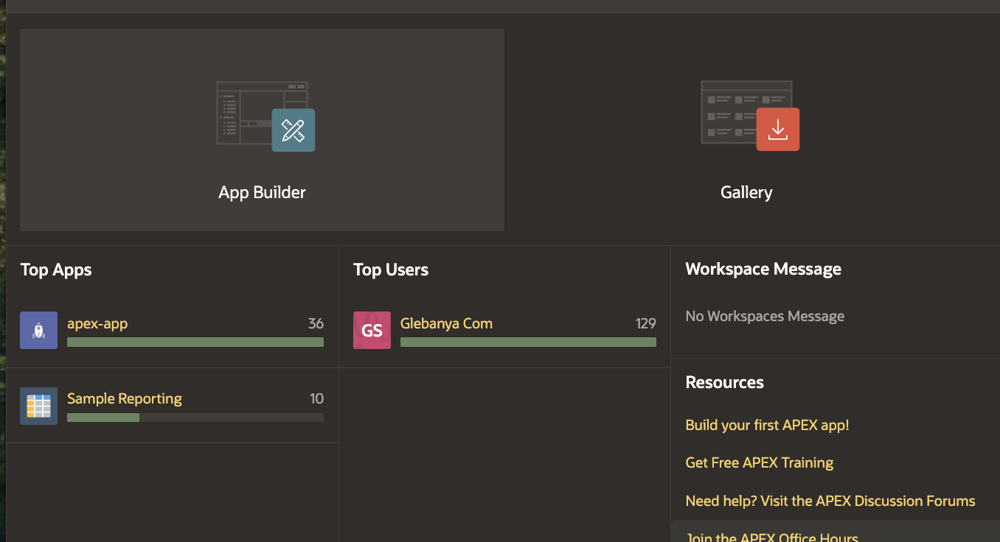 App Builder
Gallery
Top Apps
apex-app 36
Sample Reporting 10
Top Users
GS Glebanya Com 129
Workspace Message
No Workspaces Message
Resources
Build your first APEX app!
Get Free APEX Training
Need help? Visit the APEX Discussion Forums
Join the APEX Office Hours